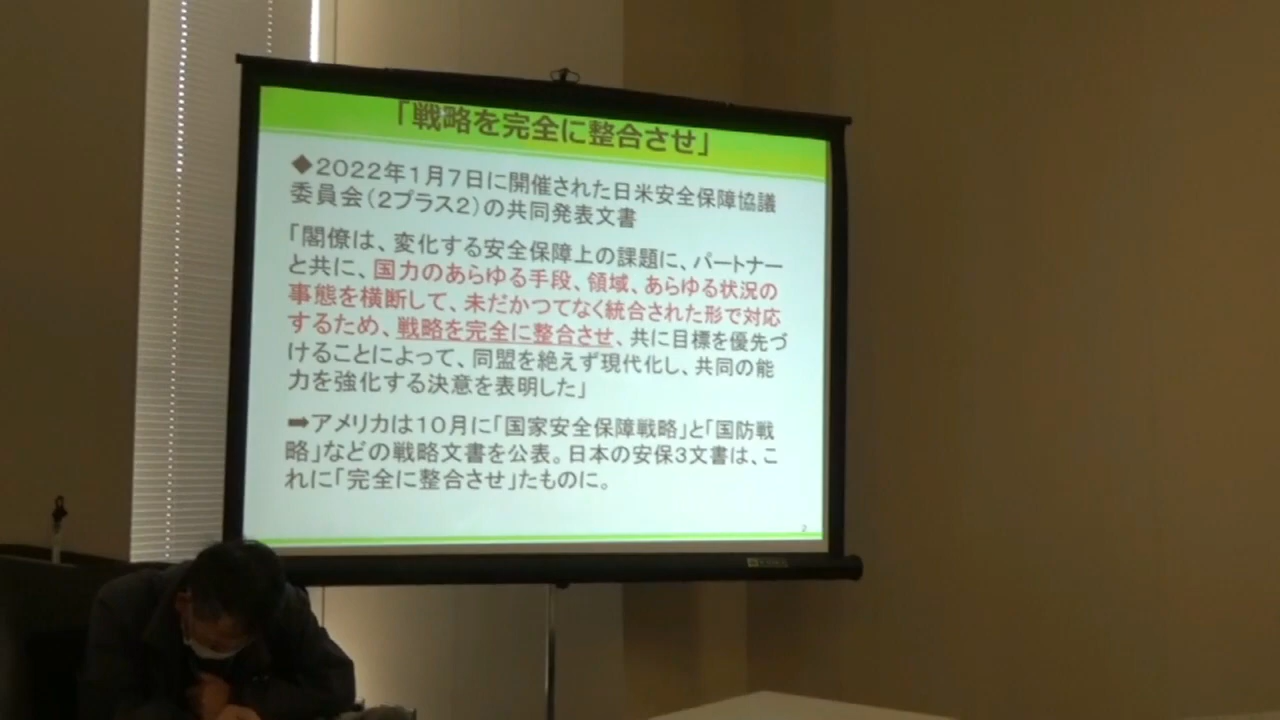 「戦略を完全に整合させ」
◆2022年1月7日に開催された日米安全保障協議
委員会(2プラス2)の共同発表文書
「閣僚は、変化する安全保障上の課題に、パートナー
と共に、国力のあらゆる手段、領域、あらゆる状況の
事態を横断して、未だかつてなく統合された形で対応
するため、戦略を完全に整合させ、共に目標を優先づ
けることによって、同盟を絶えず現代化し、共同の能
力を強化する決意を表明した」
➡アメリカは10月に「国家安全保障戦略」と「国防戦
略」などの戦略文書を公表。日本の安保3文書は、こ
れに「完全に整合させ」たものに。
2